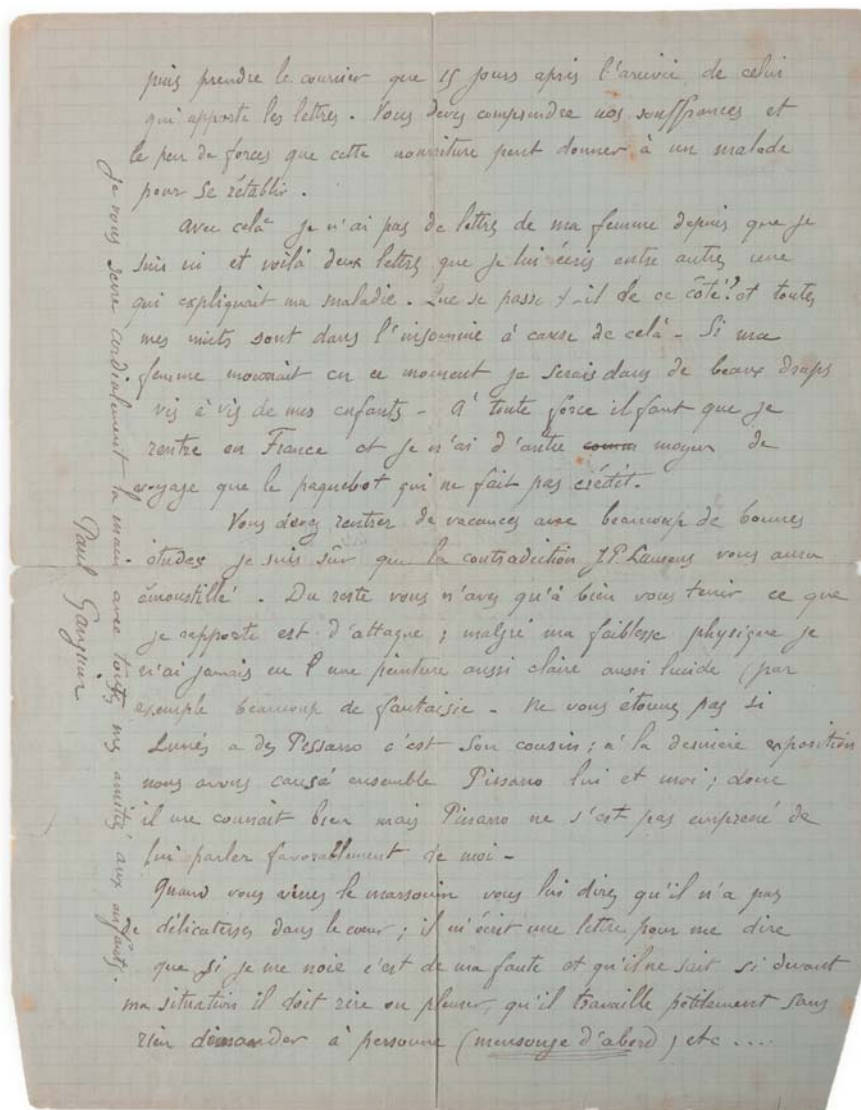 puis prendre le courrier que 15 jours après l'arrivée de celui
qui apporte les lettres. Vous devez comprendre nos souffrances et
le peu de forces que cette nourriture peut donner à un malade
pour se rétablir.
Avec celà je n'ai pas de lettres de ma femme depuis que je
suis ici et voilà deux lettres que je lui écris entre autres une
qui expliquait ma maladie. Que se passe t-il de ce côté? et toutes
mes nuits sont dans l'insomnie à cause de celà - Si ma
femme mourrait en ce moment je serais dans de beaux draps
vis à vis de mes enfants - A toute force il faut que je
rentre en France et je n'ai d'autre moyen de
voyage que le paquebot qui ne fait pas crédit.
Vous devez rentrer de vacances avec beaucoup de bonnes
études je suis sûr que la contradiction J.P. Laurens vous aura
émoustillé. Du reste vous n'avez qu'à bien vous tenir ce que
je rapporte est d'attaque; malgré ma faiblesse physique je
n'ai jamais eu une peinture aussi claire aussi lucide (par
exemple beaucoup de fantaisie - Ne vous étonnez pas si
a des Pissaro c'est son cousin; à la dernière exposition
nous avons causé ensemble Pissaro lui et moi; donc
il me connait bien mais Pissaro ne s'est pas empressé de
lui parler favorablement de moi -
Quand vous verrez le marsouin vous lui direz qu'il n'a pas
de délicatesses dans le cœur; il m'écrit une lettre pour me dire
que si je me noie c'est de ma faute et qu'il ne sait si devant
ma situation il doit rire ou pleurer, qu'il travaille petitement sans
rien demander à personne (mensonge d'abord) etc....
je vous serre cordialement la main avec toutes mes amitiés aux enfants.
Paul Gauguin